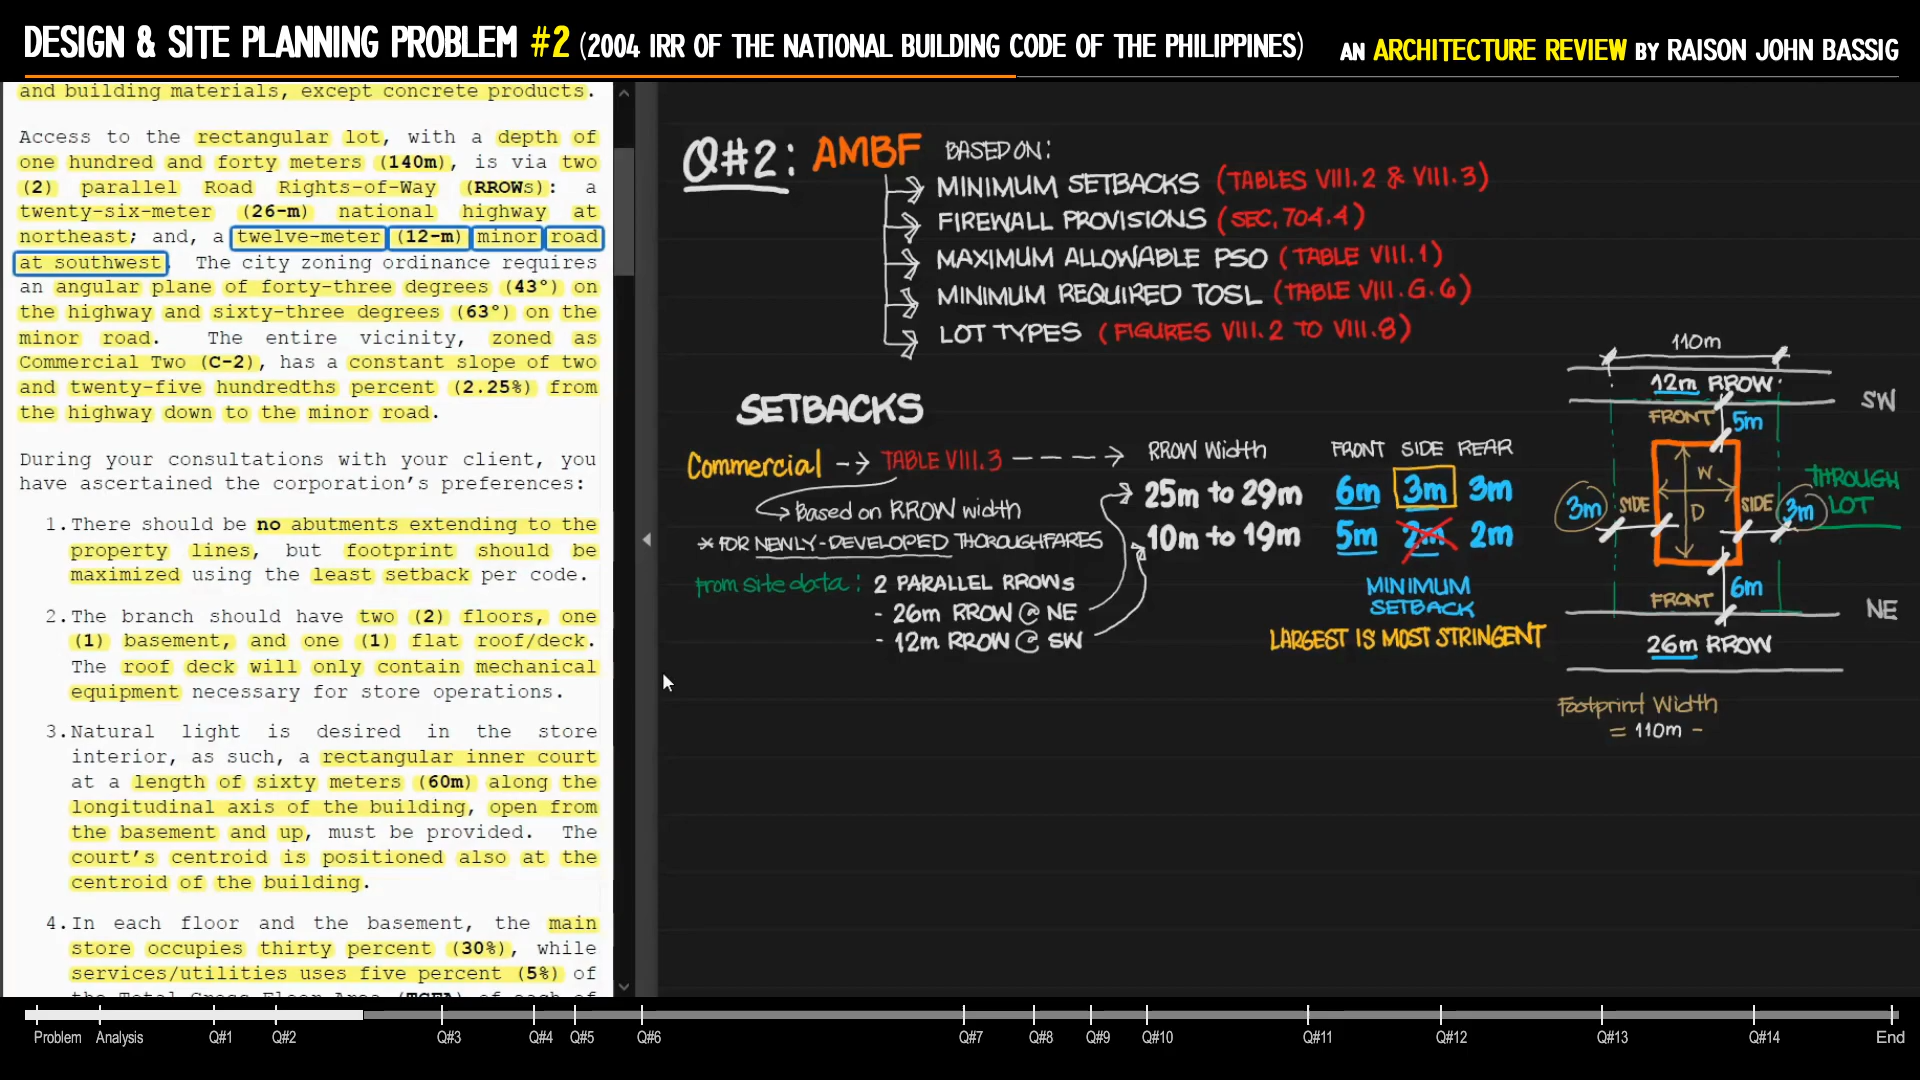 DESIGN & SITE PLANNING PROBLEM #2 (2004 IRR OF THE NATIONAL BUILDING CODE OF THE PHILIPPINES)
AN ARCHITECTURE REVIEW BY RAISON JOHN BASSIG
and building materials, except concrete products.
Access to the rectangular lot, with a depth of
one hundred and forty meters (140m), is via two
(2) parallel Road Rights-of-Way (RROWs): a
twenty-six-meter (26-m) national highway at
northeast; and, a twelve-meter (12-m) minor road
at southwest. The city zoning ordinance requires
an angular plane of forty-three degrees (43°) on
the highway and sixty-three degrees (63°) on the
minor road. The entire vicinity, zoned as
Commercial Two (C-2), has a constant slope of two
and twenty-five hundredths percent (2.25%) from
the highway down to the minor road.
During your consultations with your client, you
have ascertained the corporation's preferences:
1. There should be no abutments extending to the
property lines, but footprint should be
maximized using the least setback per code.
2. The branch should have two (2) floors, one
(1) basement, and one (1) flat roof/deck.
The roof deck will only contain mechanical
equipment necessary for store operations.
3. Natural light is desired in the store
interior, as such, a rectangular inner court
at a length of sixty meters (60m) along the
longitudinal axis of the building, open from
the basement and up, must be provided. The
court's centroid is positioned also at the
centroid of the building.
4. In each floor and the basement, the main
store occupies thirty percent (30%), while
services/utilities uses five percent (5%) of
Q#2: AMBF BASED ON:
MINIMUM SETBACKS (TABLES VIII.2 & VIII.3)
FIREWALL PROVISIONS (SEC. 704.4)
MAXIMUM ALLOWABLE PSO (TABLE VIII.1)
MINIMUM REQUIRED TOSL (TABLE VIII.G.6)
LOT TYPES (FIGURES VIII.2 TO VIII.8)
SETBACKS
Commercial → TABLE VIII.3
Based on RROW width
* FOR NEWLY-DEVELOPED THOROUGHFARES
from site data: 2 PARALLEL RROWs
- 26m RROW @ NE
- 12m RROW @ SW
RROW Width FRONT SIDE REAR
25m to 29m 6m 3m 3m
10m to 19m 5m 2m 2m
MINIMUM
SETBACK
LARGEST IS MOST STRINGENT
110m
12m RROW
SW
FRONT 5m
W
THROUGH
LOT
3m SIDE D SIDE 3m
6m
FRONT
NE
26m RROW
Footprint Width
= 110m -
Problem Analysis Q#1 Q#2 Q#3 Q#4 Q#5 Q#6 Q#7 Q#8 Q#9 Q#10 Q#11 Q#12 Q#13 Q#14 End